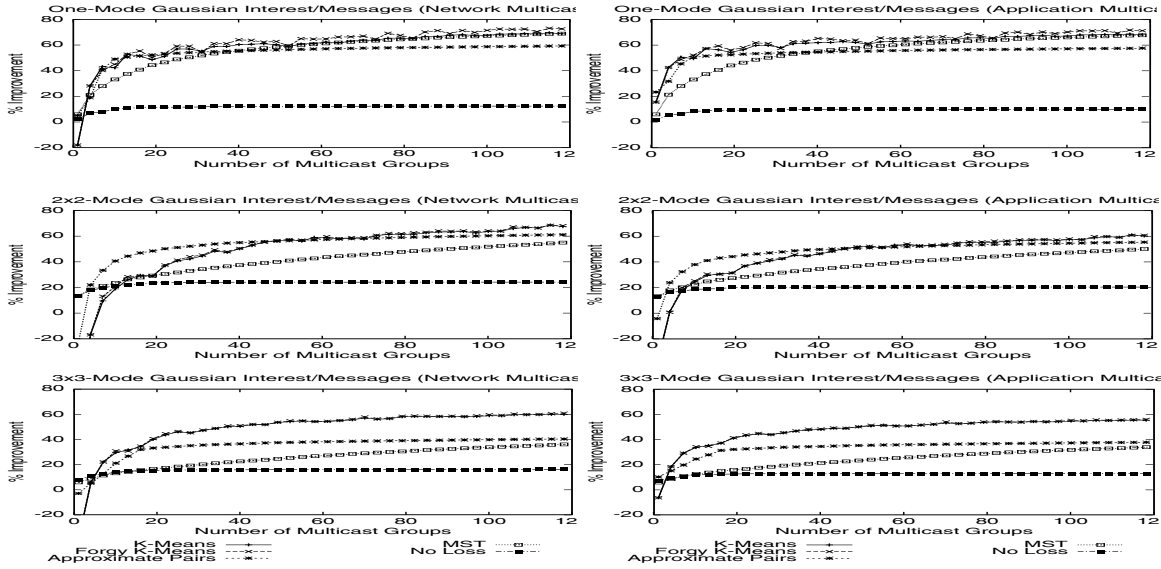 One-Mode Gaussian Interest/Messages (Network Multicas
80
60
40
20
0
-20
% Improvement
0 20 40 60 80 100 12
Number of Multicast Groups
One-Mode Gaussian Interest/Messages (Application Multica
80
60
40
20
0
-20
% Improvement
0 20 40 60 80 100 12
Number of Multicast Groups
2x2-Mode Gaussian Interest/Messages (Network Multicas
80
60
40
20
0
-20
% Improvement
0 20 40 60 80 100 12
Number of Multicast Groups
2x2-Mode Gaussian Interest/Messages (Application Multica
80
60
40
20
0
-20
% Improvement
0 20 40 60 80 100 12
Number of Multicast Groups
3x3-Mode Gaussian Interest/Messages (Network Multicas
80
60
40
20
0
-20
% Improvement
0 20 40 60 80 100 12
Number of Multicast Groups
K-Means
Forgy K-Means
Approximate Pairs
MST
No Loss
3x3-Mode Gaussian Interest/Messages (Application Multica
80
60
40
20
0
-20
% Improvement
0 20 40 60 80 100 12
Number of Multicast Groups
K-Means
Forgy K-Means
Approximate Pairs
MST
No Loss